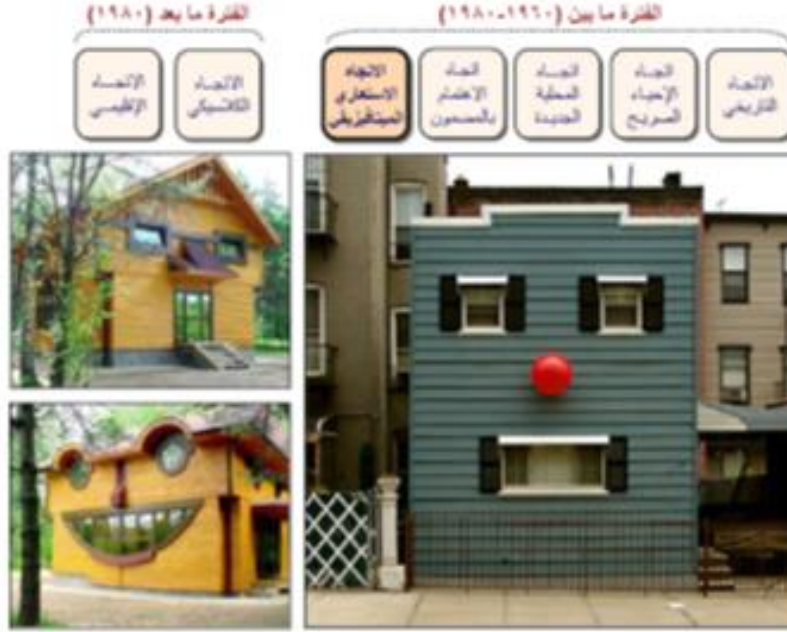 الفترة ما بين (١٩٦٠-١٩٨٠)
الاتجاه
التاريخي
اتجاه
الإحياء
الصريح
اتجاه
المحلية
الجديدة
اتجاه
الاهتمام
بالمضمون
الاتجاه
الاستعاري
الميتافيزيقي
الفترة ما بعد (١٩٨٠)
الاتجاه
الكلاسيكي
الاتجاه
الإقليمي